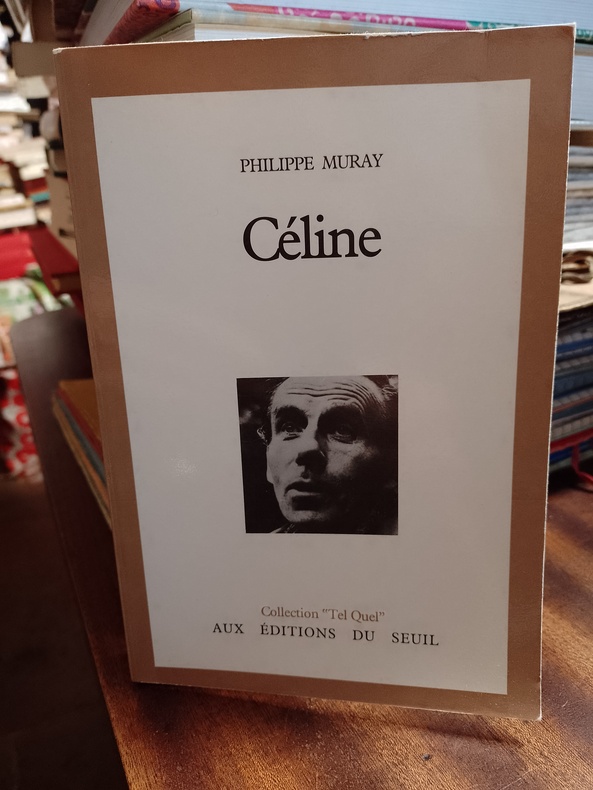 PHILIPPE MURAY
Céline
Collection "Tel Quel"
AUX ÉDITIONS DU SEUIL